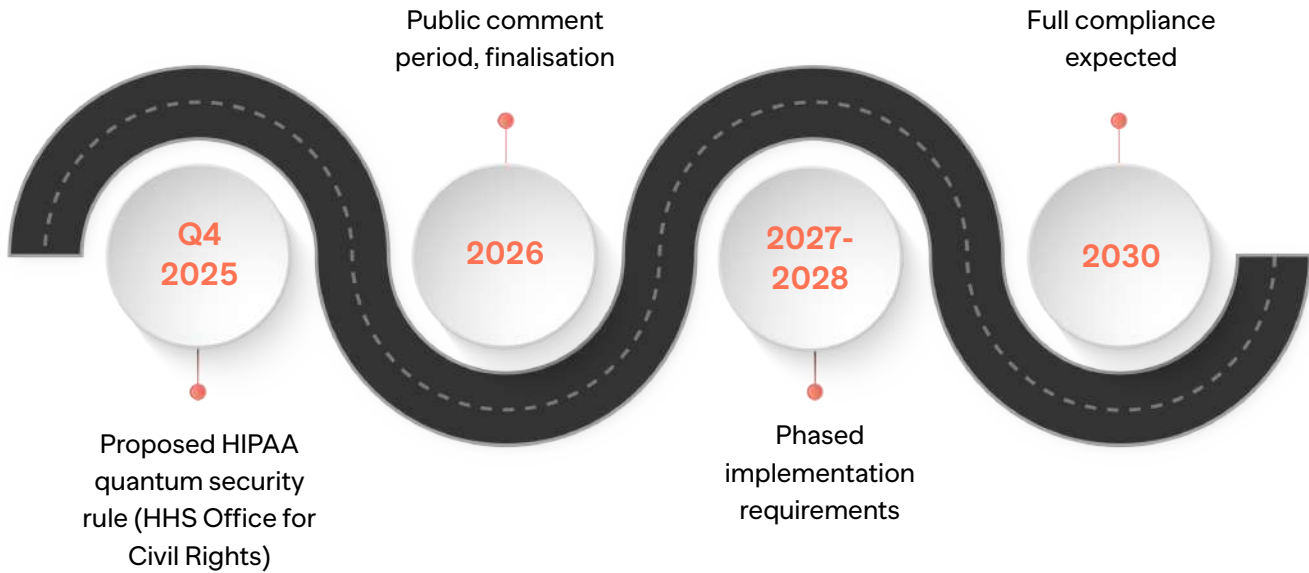 Public comment
period, finalisation
Full compliance
expected
Q4
2025
2026
2027-
2028
2030
Proposed HIPAA
quantum security
rule (HHS Office for
Civil Rights)
Phased
implementation
requirements